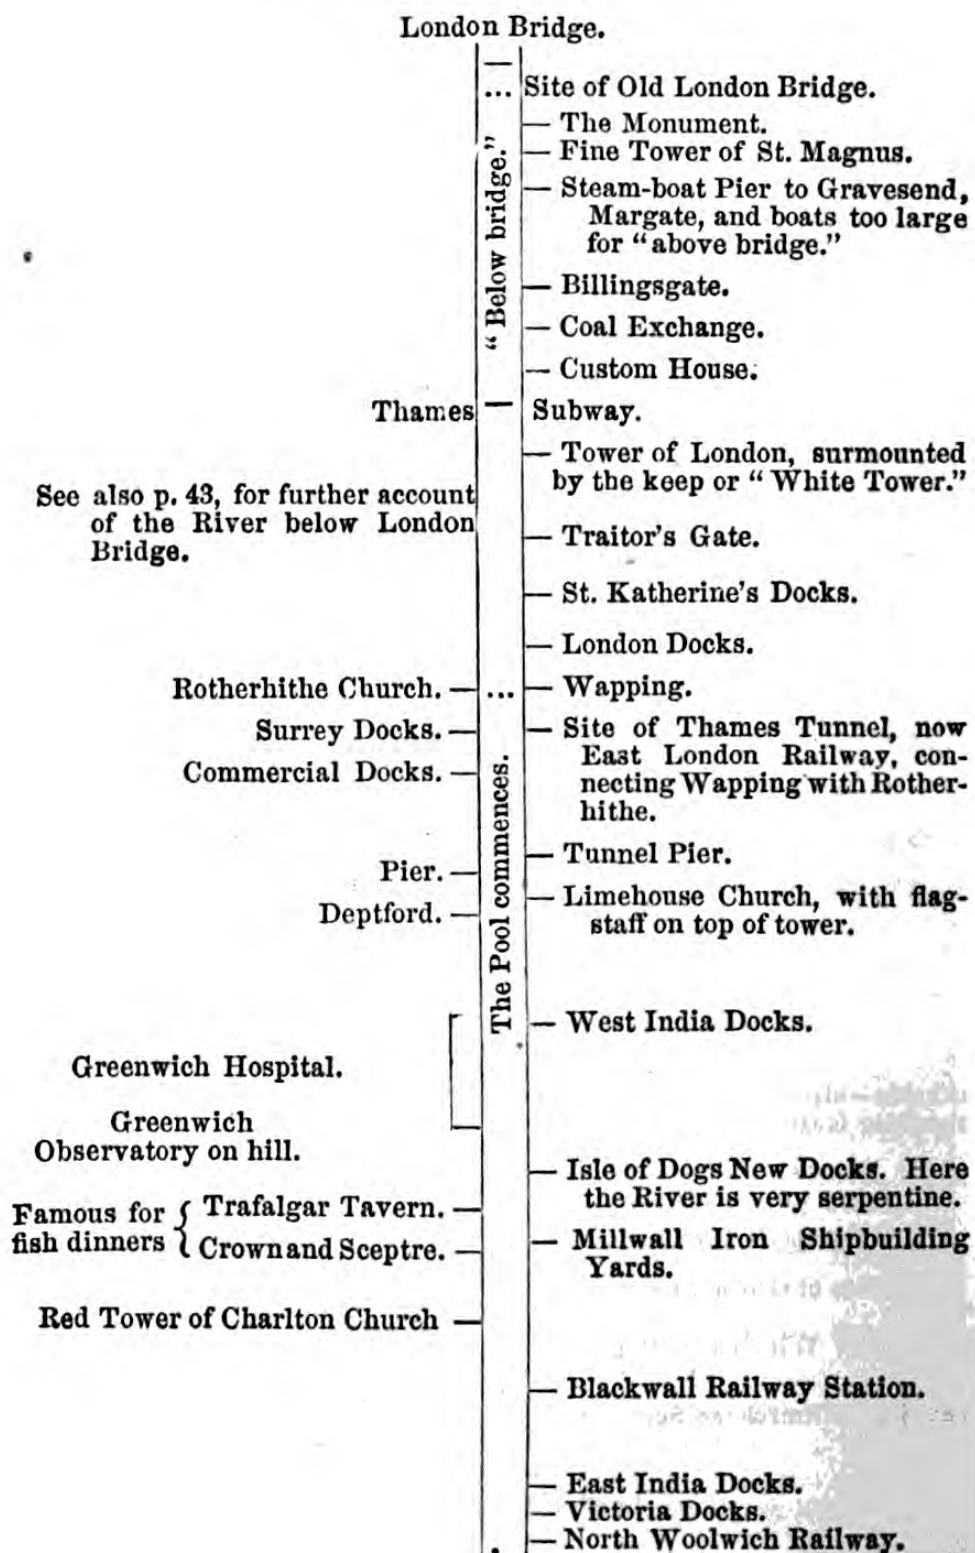 London Bridge.
... Site of Old London Bridge.
— The Monument.
— Fine Tower of St. Magnus.
"Below bridge."
— Steam-boat Pier to Gravesend,
Margate, and boats too large
for "above bridge."
— Billingsgate.
— Coal Exchange.
— Custom House.
Thames — Subway.
— Tower of London, surmounted
by the keep or "White Tower."
See also p. 43, for further account
of the River below London
Bridge.
— Traitor's Gate.
— St. Katherine's Docks.
— London Docks.
Rotherhithe Church. — ... — Wapping.
Surrey Docks. —
Commercial Docks. —
— Site of Thames Tunnel, now
East London Railway, con-
necting Wapping with Rother-
hithe.
The Pool commences.
— Tunnel Pier.
Pier. —
Deptford. —
— Limehouse Church, with flag-
staff on top of tower.
— West India Docks.
Greenwich Hospital.
Greenwich
Observatory on hill.
— Isle of Dogs New Docks. Here
the River is very serpentine.
Famous for
fish dinners
Trafalgar Tavern. —
Crown and Sceptre. —
— Millwall Iron Shipbuilding
Yards.
Red Tower of Charlton Church —
— Blackwall Railway Station.
— East India Docks.
— Victoria Docks.
— North Woolwich Railway.